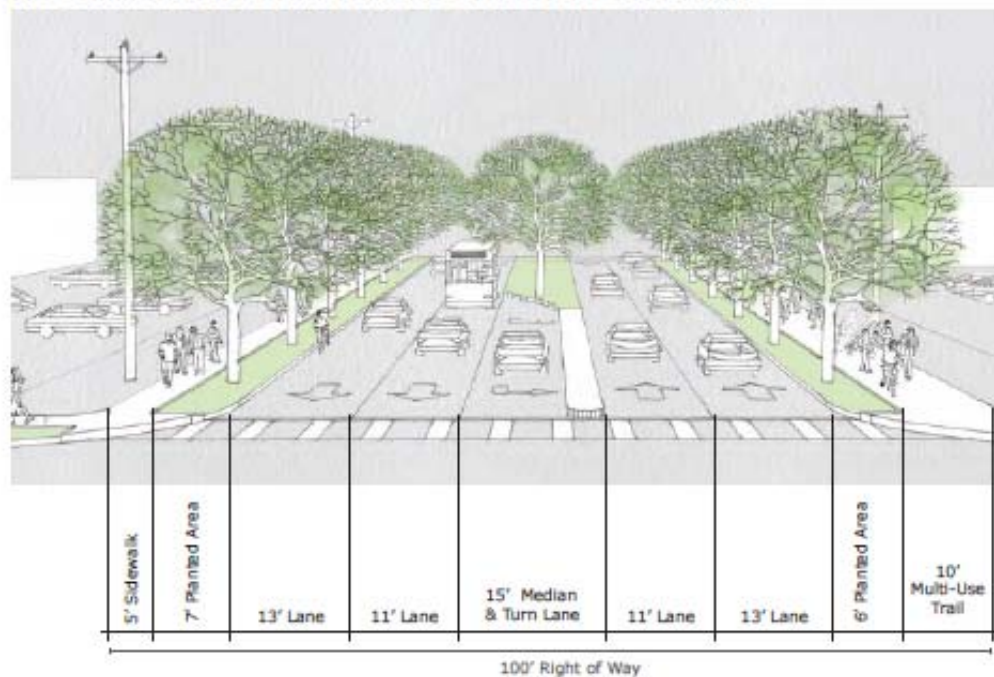 5' Sidewalk
7' Planted Area
13' Lane
11' Lane
15' Median
& Turn Lane
11' Lane
13' Lane
6' Planted Area
10'
Multi-Use
Trail
100' Right of Way